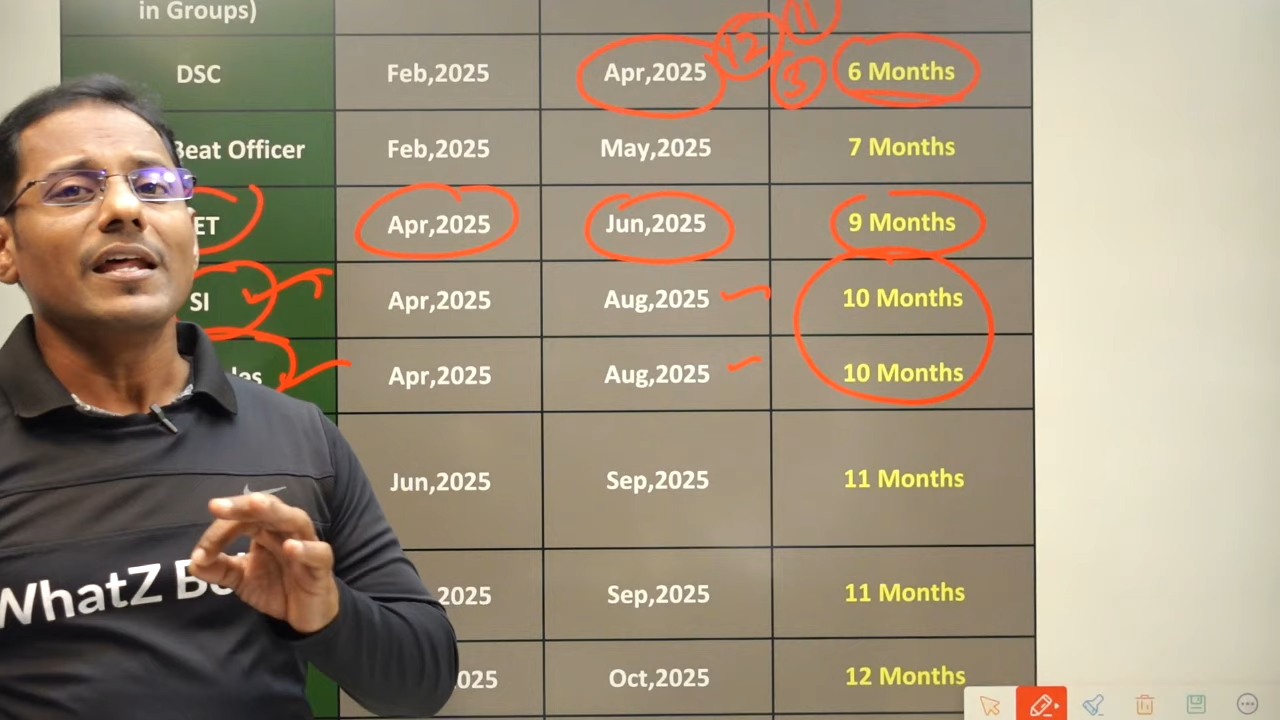 in Groups)
DSC Feb,2025 Apr,2025 12 11 3 6 Months
Beat Officer Feb,2025 May,2025 7 Months
ET Apr,2025 Jun,2025 9 Months
SI Apr,2025 Aug,2025 10 Months
les Apr,2025 Aug,2025 10 Months
Jun,2025 Sep,2025 11 Months
2025 Sep,2025 11 Months
2025 Oct,2025 12 Months
WhatZ